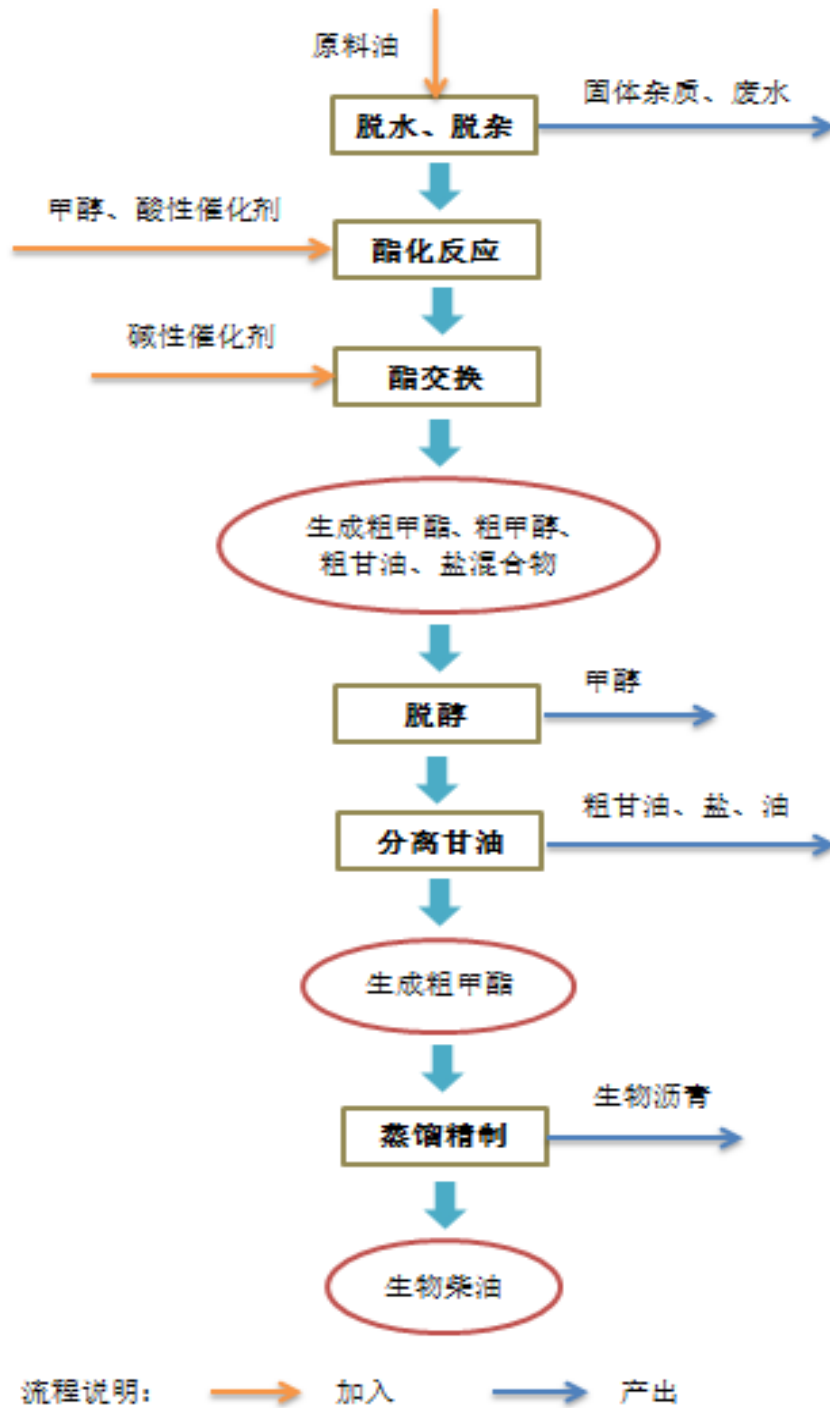 原料油
固体杂质、废水
脱水、脱杂
甲醇、酸性催化剂
酯化反应
碱性催化剂
酯交换
生成粗甲酯、粗甲醇、
粗甘油、盐混合物
甲醇
脱醇
粗甘油、盐、油
分离甘油
生成粗甲酯
生物沥青
蒸馏精制
生物柴油
流程说明： 加入 产出